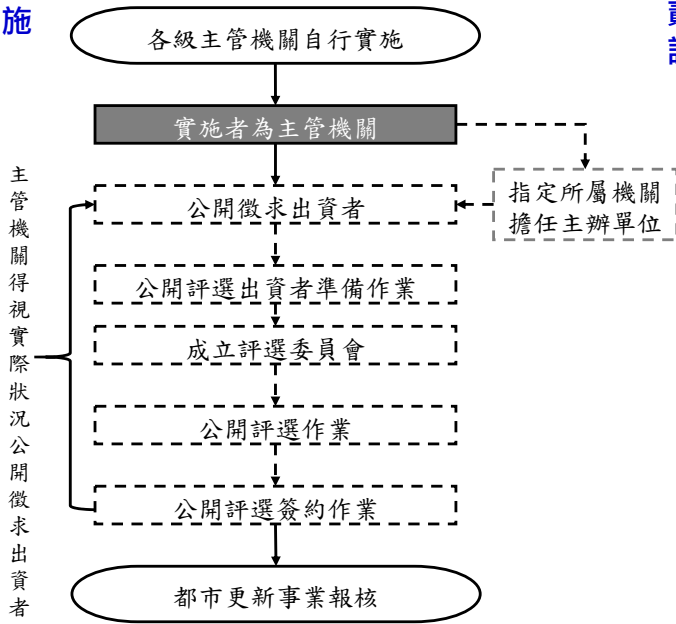 施
各級主管機關自行實施
實施者為主管機關
指定所屬機關
擔任主辦單位
公開徵求出資者
公開評選出資者準備作業
成立評選委員會
公開評選作業
公開評選簽約作業
都市更新事業報核
主管機關得視實際狀況公開徵求出資者